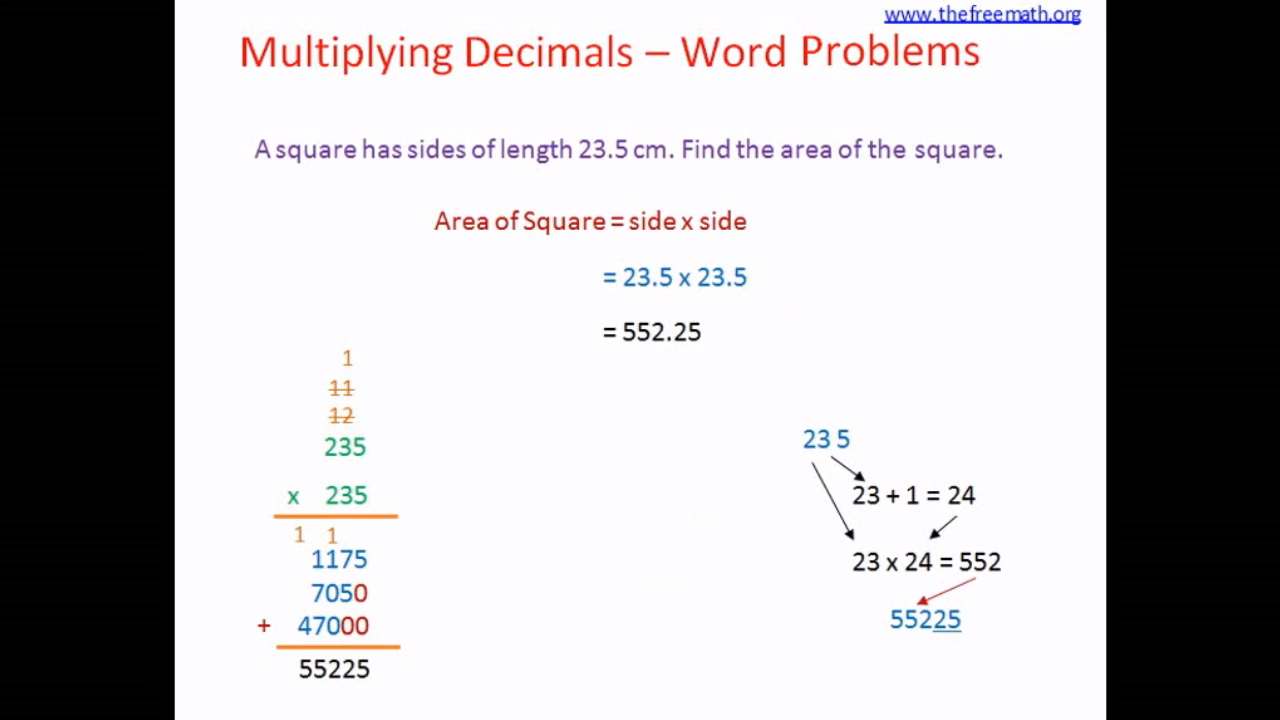 www.thefreemath.org
Multiplying Decimals – Word Problems
A square has sides of length 23.5 cm. Find the area of the square.
Area of Square = side x side
= 23.5 x 23.5
= 552.25
1
11
12
235
x 235
1 1
1175
7050
+ 47000
55225
23 5
23 + 1 = 24
23 x 24 = 552
55225